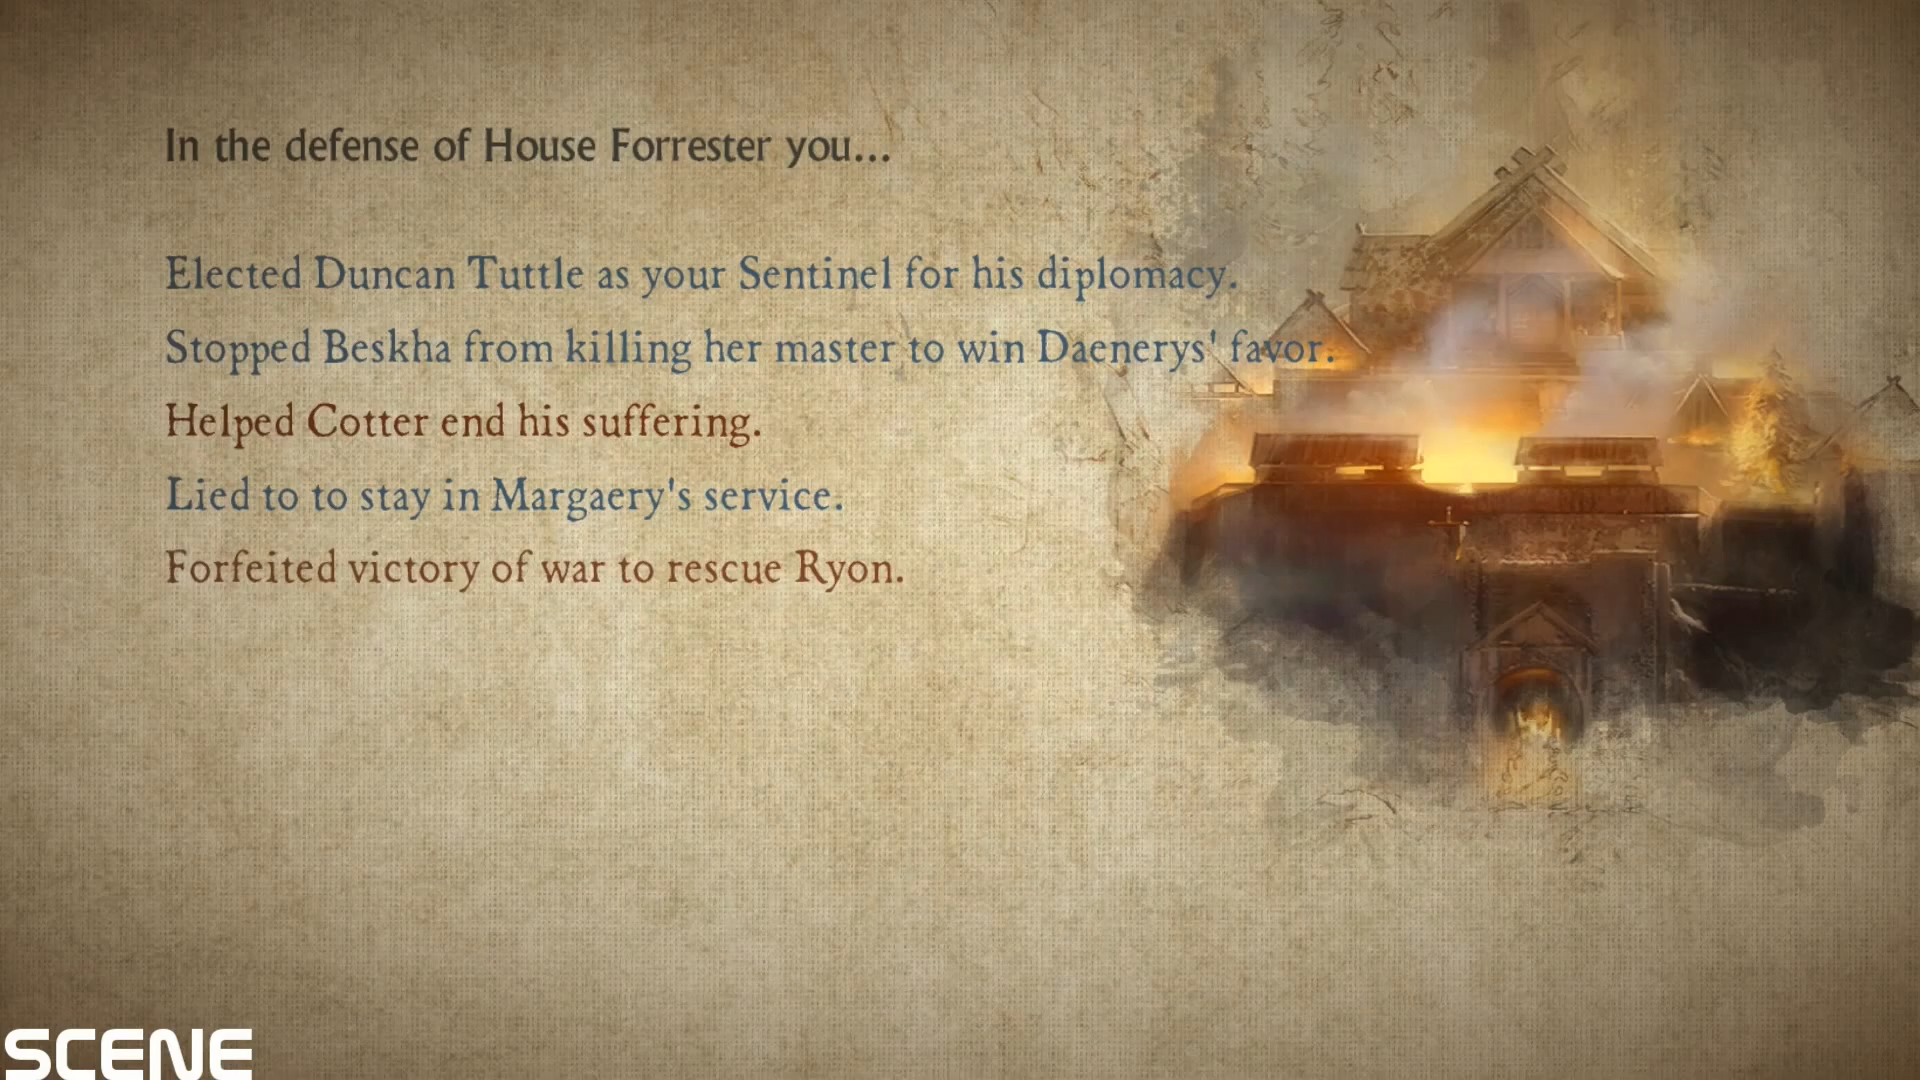 In the defense of House Forrester you...
Elected Duncan Tuttle as your Sentinel for his diplomacy.
Stopped Beskha from killing her master to win Daenerys' favor.
Helped Cotter end his suffering.
Lied to to stay in Margaery's service.
Forfeited victory of war to rescue Ryon.
SCENE